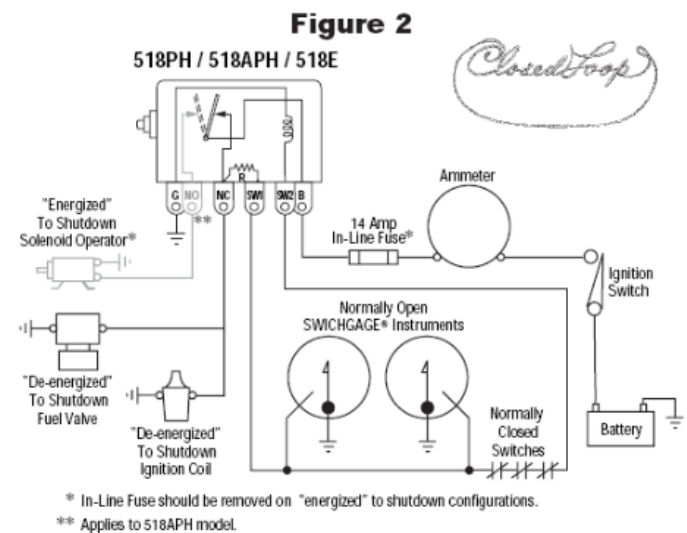 Figure 2
518PH / 518APH / 518E
Closed Loop
R
G NO NC SW1 SW2 B
**
"Energized"
To Shutdown
Solenoid Operator*
14 Amp
In-Line Fuse*
Ammeter
Ignition
Switch
Normally Open
SWICHGAGE® Instruments
"De-energized"
To Shutdown
Fuel Valve
"De-energized"
To Shutdown
Ignition Coil
Normally
Closed
Switches
Battery
* In-Line Fuse should be removed on "energized" to shutdown configurations.
** Applies to 518APH model.